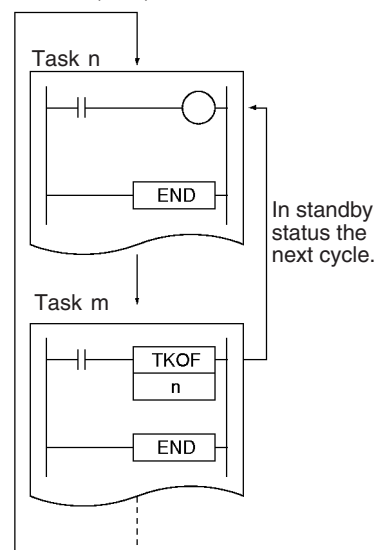 Task n
END
In standby
status the
next cycle.
Task m
TKOF
n
END